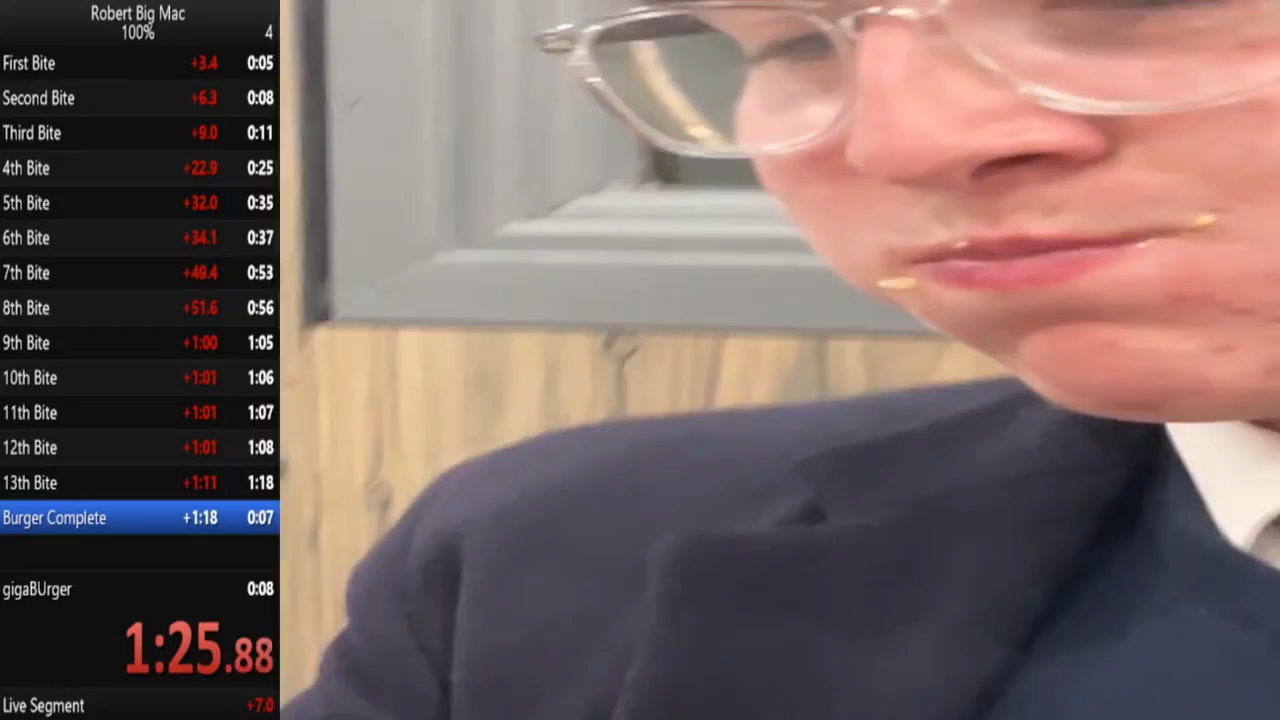 Robert Big Mac
100% 4
First Bite +3.4 0:05
Second Bite +6.3 0:08
Third Bite +9.0 0:11
4th Bite +22.9 0:25
5th Bite +32.0 0:35
6th Bite +34.1 0:37
7th Bite +49.4 0:53
8th Bite +51.6 0:56
9th Bite +1:00 1:05
10th Bite +1:01 1:06
11th Bite +1:01 1:07
12th Bite +1:01 1:08
13th Bite +1:11 1:18
Burger Complete +1:18 0:07
gigaBUrger 0:08
1:25.88
Live Segment +7.0